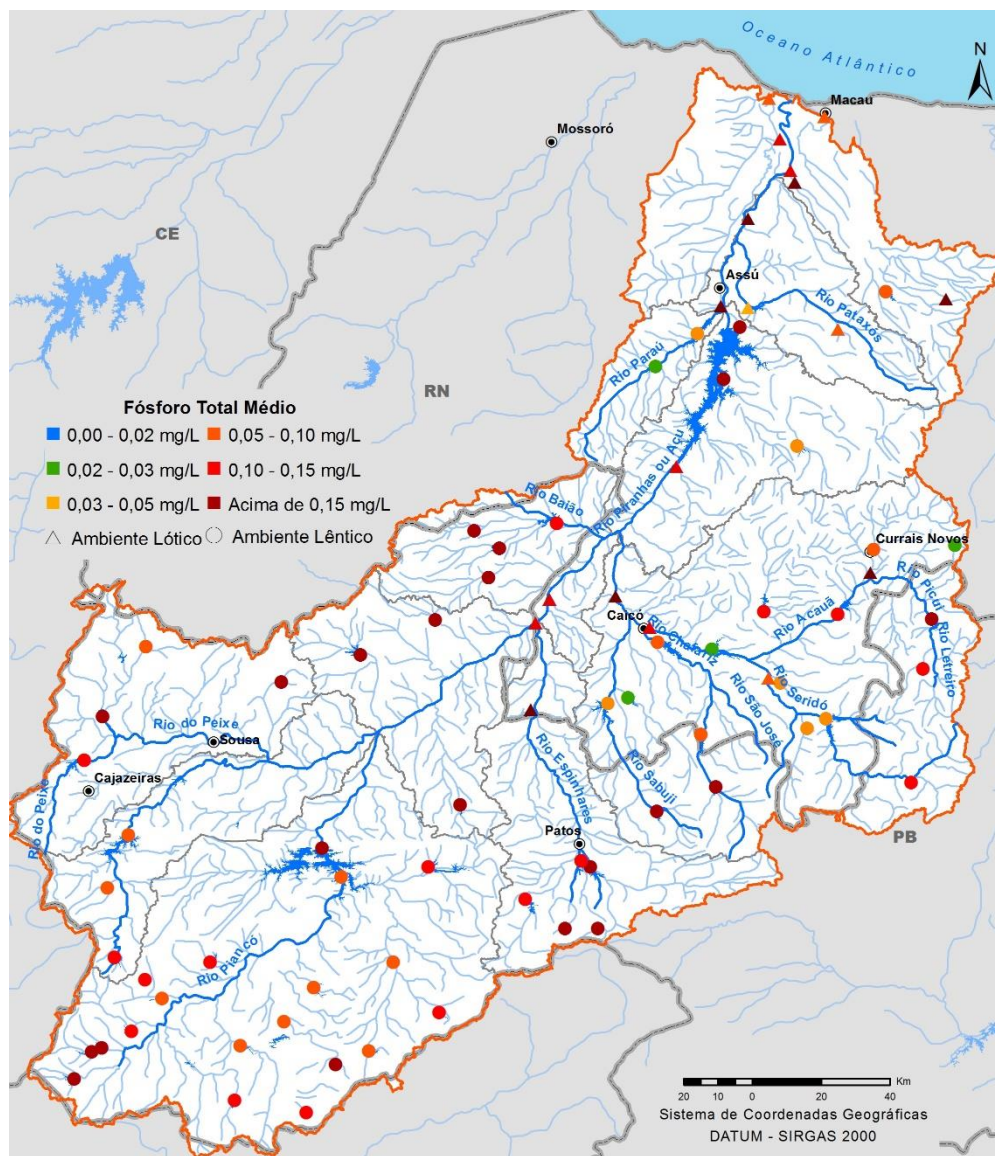 Oceano Atlântico
N
Macau
Mossoró
CE
Assú
Rio Pataxós
Rio Paraú
RN
Fósforo Total Médio
0,00 - 0,02 mg/L
0,05 - 0,10 mg/L
0,02 - 0,03 mg/L
0,10 - 0,15 mg/L
0,03 - 0,05 mg/L
Acima de 0,15 mg/L
Ambiente Lótico
Ambiente Lêntico
Rio Piranhas ou Açu
Rio Baião
Currais Novos
Rio Picuí
Rio Acauã
Rio Letreiro
Caicó
Rio Chafariz
Rio São José
Rio Seridó
Rio do Peixe
Sousa
Rio Espinhares
Rio Sabuji
Cajazeiras
Rio do Peixe
Patos
PB
Rio Piancó
20 10 0 20 40 Km
Sistema de Coordenadas Geográficas
DATUM - SIRGAS 2000